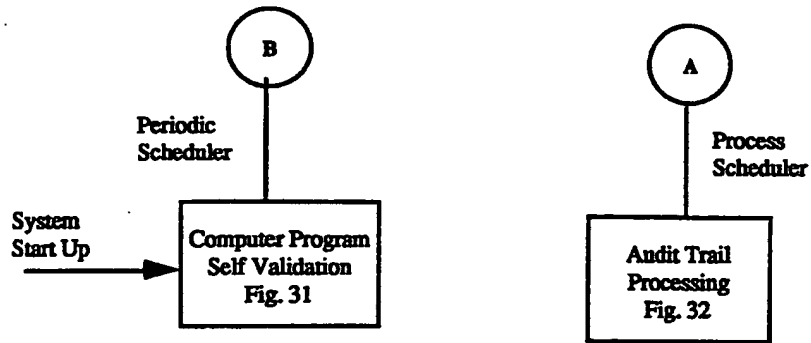 B
Periodic
Scheduler
System
Start Up
Computer Program
Self Validation
Fig. 31
A
Process
Scheduler
Audit Trail
Processing
Fig. 32